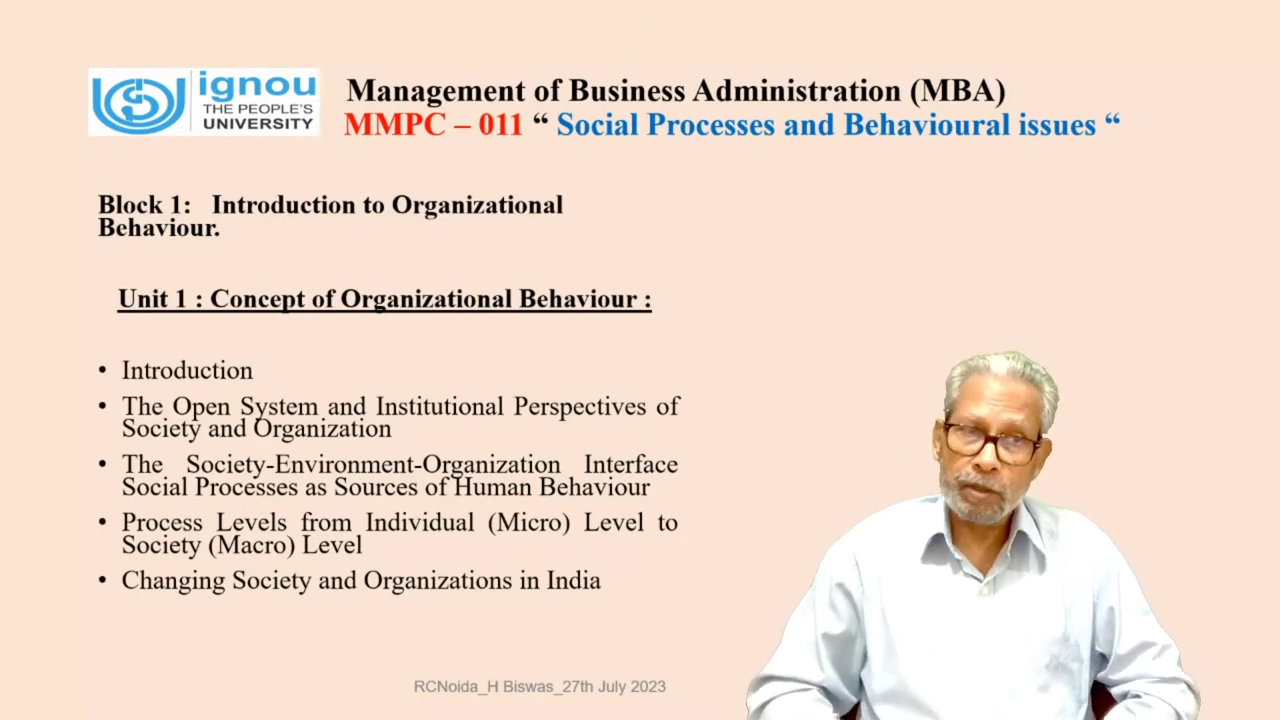 ignou
THE PEOPLE'S
UNIVERSITY
Management of Business Administration (MBA)
MMPC – 011 “ Social Processes and Behavioural issues “
Block 1: Introduction to Organizational
Behaviour.
Unit 1 : Concept of Organizational Behaviour :
• Introduction
• The Open System and Institutional Perspectives of
Society and Organization
• The Society-Environment-Organization Interface
Social Processes as Sources of Human Behaviour
• Process Levels from Individual (Micro) Level to
Society (Macro) Level
• Changing Society and Organizations in India
RCNoida_H Biswas_27th July 2023